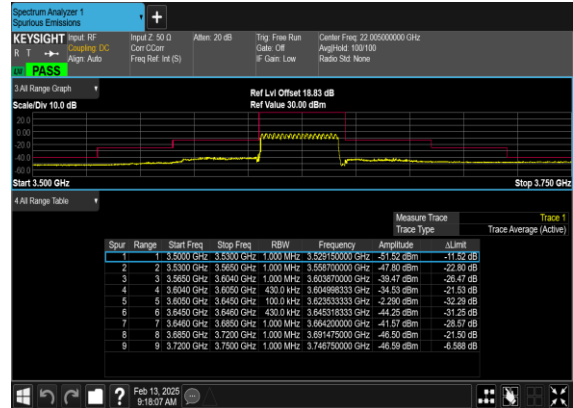 Spectrum Analyzer 1
Spurious Emissions
KEYSIGHT Input: RF Input Z: 50 Ω Atten: 20 dB Trig: Free Run Center Freq: 22.005000000 GHz
R T Coupling: DC Corr CCorr Gate: Off Avg|Hold: 100/100
Align: Auto Freq Ref: Int (S) IF Gain: Low Radio Std: None
PASS
3 All Range Graph
Ref Lvl Offset 18.83 dB
Scale/Div 10.0 dB Ref Value 30.00 dBm
20.0
0.00
-20.0
-40.0
-60.0
Start 3.500 GHz Stop 3.750 GHz
4 All Range Table
Measure Trace Trace 1
Trace Type Trace Average (Active)
Spur Range Start Freq Stop Freq RBW Frequency Amplitude ΔLimit
1 1 3.5000 GHz 3.5300 GHz 1.000 MHz 3.529150000 GHz -51.52 dBm -11.52 dB
2 2 3.5300 GHz 3.5650 GHz 1.000 MHz 3.558700000 GHz -47.80 dBm -22.80 dB
3 3 3.5650 GHz 3.6040 GHz 1.000 MHz 3.603870000 GHz -39.47 dBm -26.47 dB
4 4 3.6040 GHz 3.6050 GHz 430.0 kHz 3.604998333 GHz -34.53 dBm -21.53 dB
5 5 3.6050 GHz 3.6450 GHz 100.0 kHz 3.623533333 GHz -2.290 dBm -32.29 dB
6 6 3.6450 GHz 3.6460 GHz 430.0 kHz 3.645318333 GHz -44.25 dBm -31.25 dB
7 7 3.6460 GHz 3.6850 GHz 1.000 MHz 3.664200000 GHz -41.57 dBm -28.57 dB
8 8 3.6850 GHz 3.7200 GHz 1.000 MHz 3.691475000 GHz -46.50 dBm -21.50 dB
9 9 3.7200 GHz 3.7500 GHz 1.000 MHz 3.746750000 GHz -46.59 dBm -6.588 dB
Feb 13, 2025
9:18:07 AM